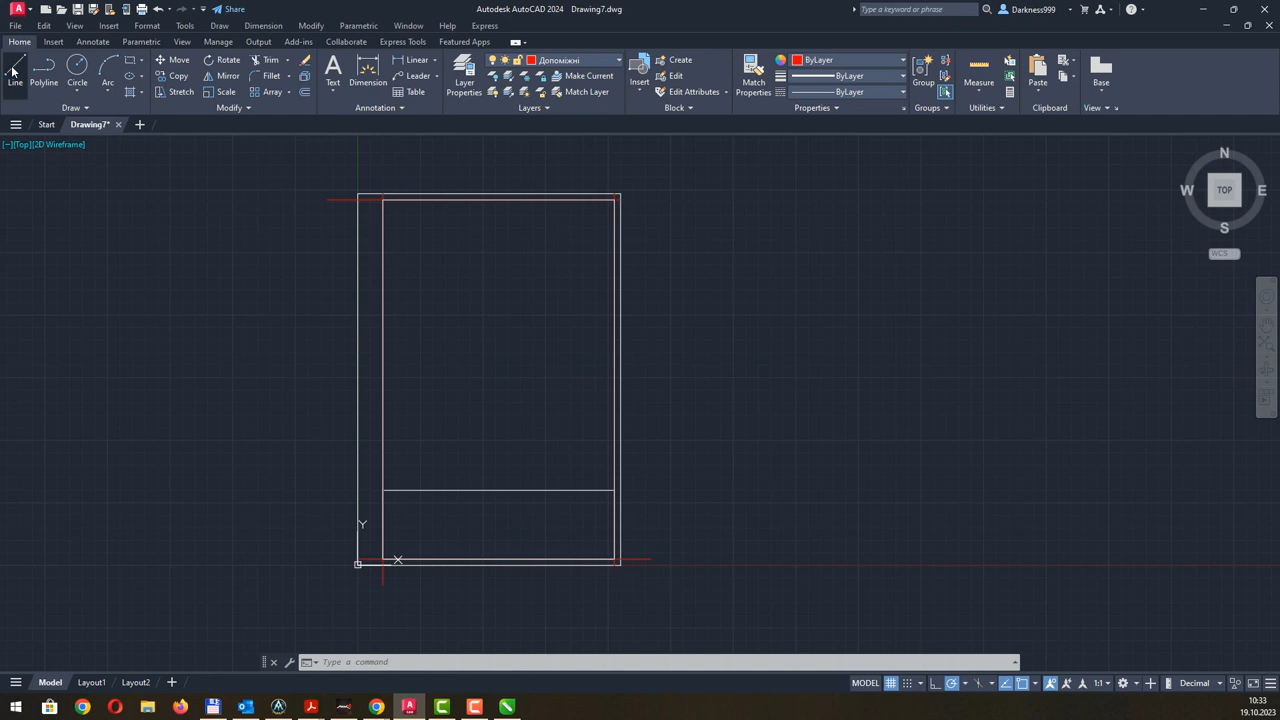 CAD
Share
Autodesk AutoCAD 2024 Drawing7.dwg
Type a keyword or phrase
Darkness999
File Edit View Insert Format Tools Draw Dimension Modify Parametric Window Help Express
Home Insert Annotate Parametric View Manage Output Add-ins Collaborate Express Tools Featured Apps
Line Polyline Circle Arc
Move Rotate Trim
Copy Mirror Fillet
Stretch Scale Array
Text Dimension
Linear
Leader
Table
Layer Properties
Допоміжні
Make Current
Match Layer
Insert
Create
Edit
Edit Attributes
Match Properties
ByLayer
ByLayer
ByLayer
Group
Measure
Paste
Base
Draw Modify Annotation Layers Block Properties Groups Utilities Clipboard View
Start Drawing7*
[−][Top][2D Wireframe]
N
W TOP E
S
WCS
Y
X
Type a command
Model Layout1 Layout2
MODEL 1:1 Decimal
10:33
19.10.2023